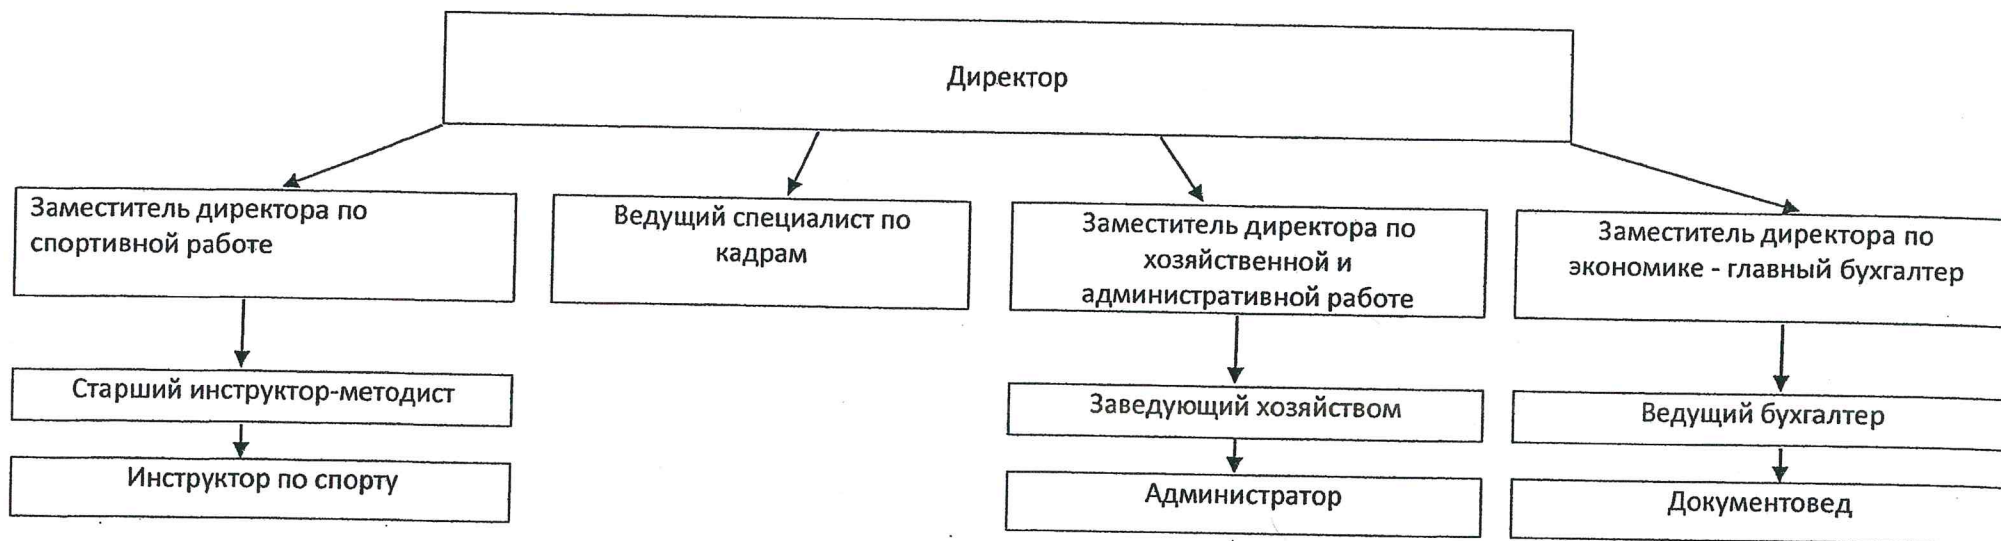 Директор
Заместитель директора по
спортивной работе
Ведущий специалист по
кадрам
Заместитель директора по
хозяйственной и
административной работе
Заместитель директора по
экономике - главный бухгалтер
Старший инструктор-методист
Заведующий хозяйством
Ведущий бухгалтер
Инструктор по спорту
Администратор
Документовед